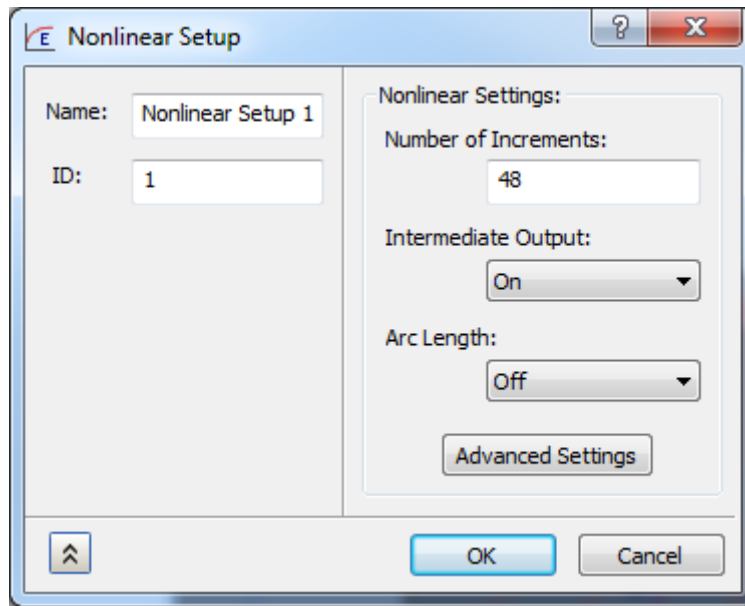 E Nonlinear Setup
?
Name: Nonlinear Setup 1
ID: 1
Nonlinear Settings:
Number of Increments:
48
Intermediate Output:
On
Arc Length:
Off
Advanced Settings
OK Cancel